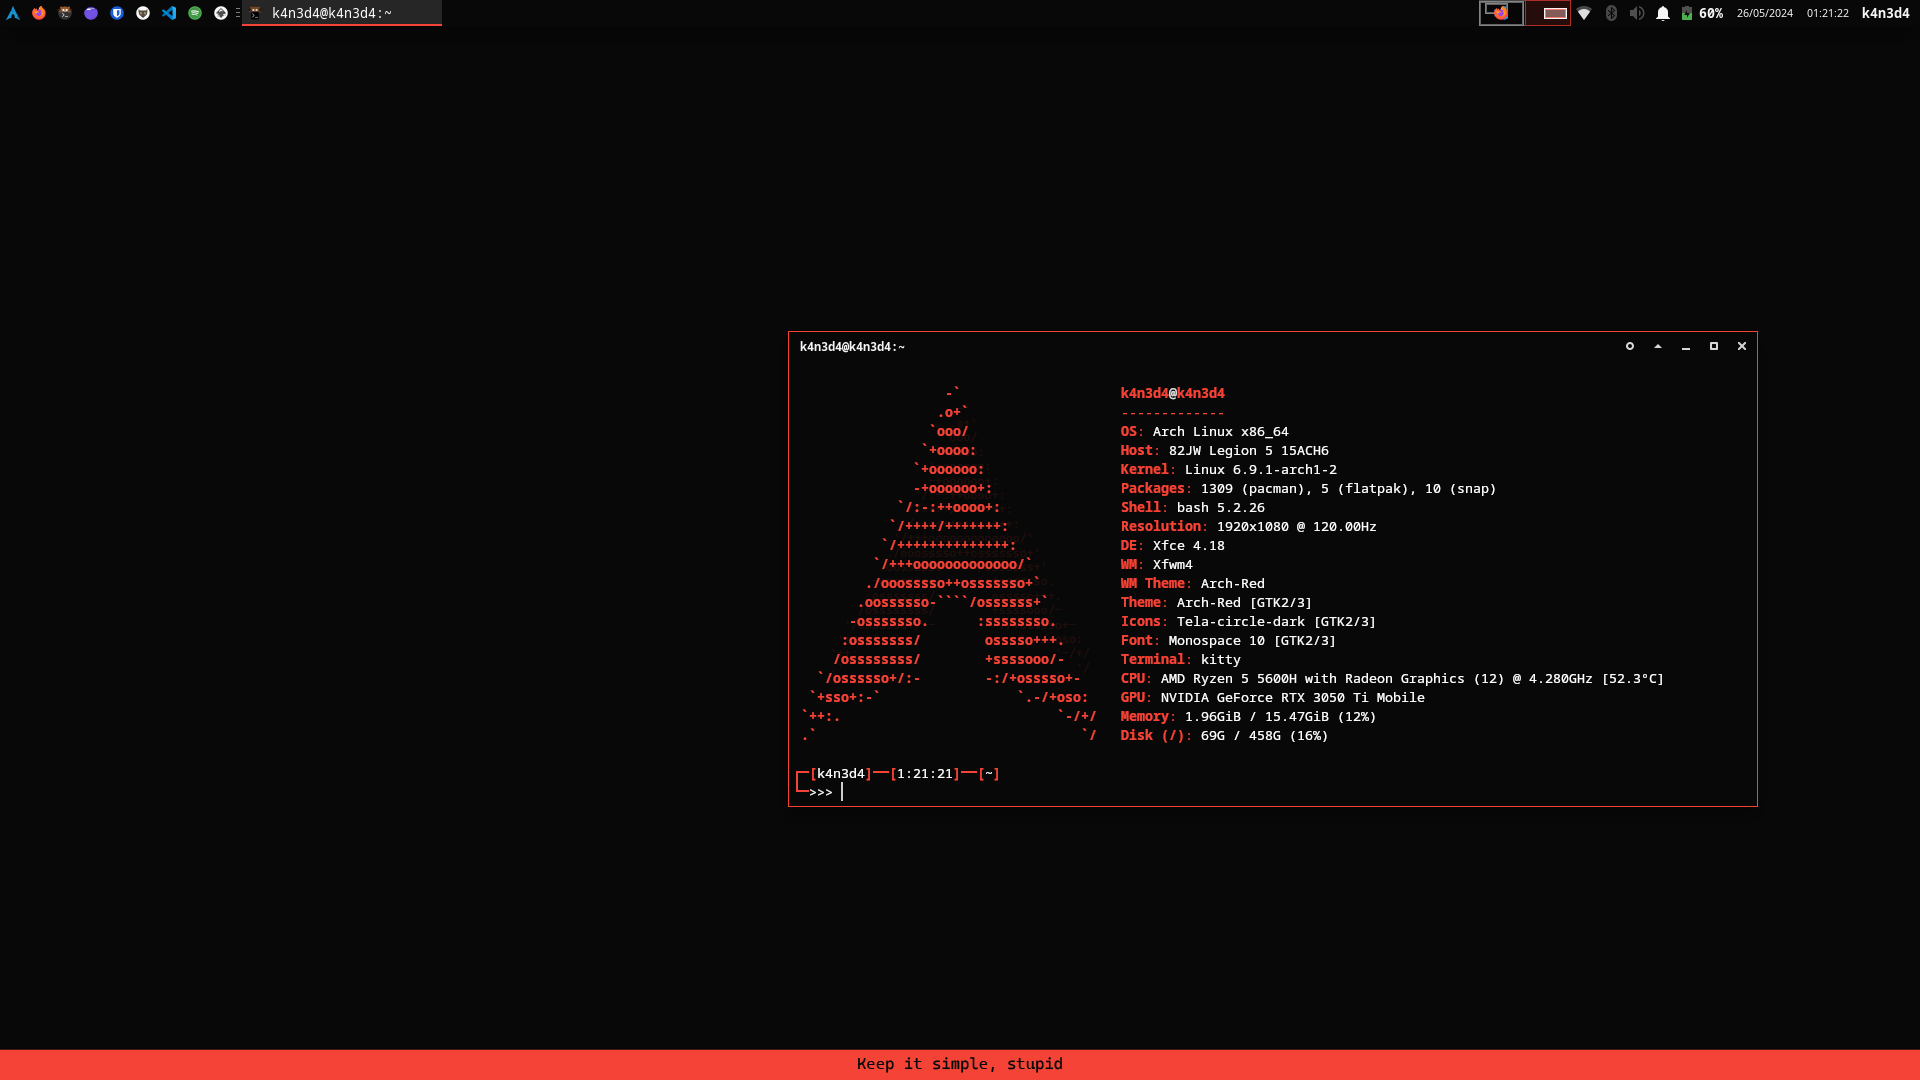 k4n3d4@k4n3d4:~
60% 26/05/2024 01:21:22 k4n3d4
k4n3d4@k4n3d4:~
-`
.o+`
`ooo/
`+oooo:
`+oooooo:
-+oooooo+:
`/:-:++oooo+:
`/++++/+++++++:
`/++++++++++++++:
`/+++ooooooooooooo/`
./ooosssso++osssssso+`
.oossssso-````/ossssss+`
-osssssso. :ssssssso.
:osssssss/ osssso+++.
/ossssssss/ +ssssooo/-
`/ossssso+/:- -:/+osssso+-
`+sso+:-` `.-/+oso:
`++:. `-/+/
.` `/
k4n3d4@k4n3d4
-------------
OS: Arch Linux x86_64
Host: 82JW Legion 5 15ACH6
Kernel: Linux 6.9.1-arch1-2
Packages: 1309 (pacman), 5 (flatpak), 10 (snap)
Shell: bash 5.2.26
Resolution: 1920x1080 @ 120.00Hz
DE: Xfce 4.18
WM: Xfwm4
WM Theme: Arch-Red
Theme: Arch-Red [GTK2/3]
Icons: Tela-circle-dark [GTK2/3]
Font: Monospace 10 [GTK2/3]
Terminal: kitty
CPU: AMD Ryzen 5 5600H with Radeon Graphics (12) @ 4.280GHz [52.3°C]
GPU: NVIDIA GeForce RTX 3050 Ti Mobile
Memory: 1.96GiB / 15.47GiB (12%)
Disk (/): 69G / 458G (16%)
┌─[k4n3d4]──[1:21:21]──[~]
└─>>>
Keep it simple, stupid